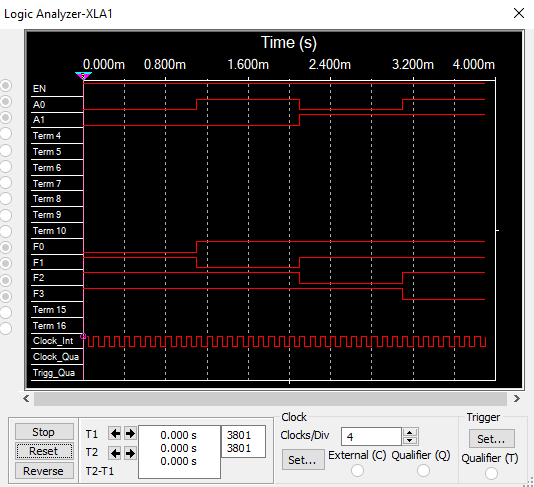 Logic Analyzer-XLA1
Time (s)
0.000m 0.800m 1.600m 2.400m 3.200m 4.000m
EN
A0
A1
Term 4
Term 5
Term 6
Term 7
Term 8
Term 9
Term 10
F0
F1
F2
F3
Term 15
Term 16
Clock_Int
Clock_Qua
Trigg_Qua
Stop
Reset
Reverse
T1
T2
T2-T1
0.000 s 3801
0.000 s 3801
0.000 s
Clock
Clocks/Div 4
Set... External (C) Qualifier (Q)
Trigger
Set...
Qualifier (T)